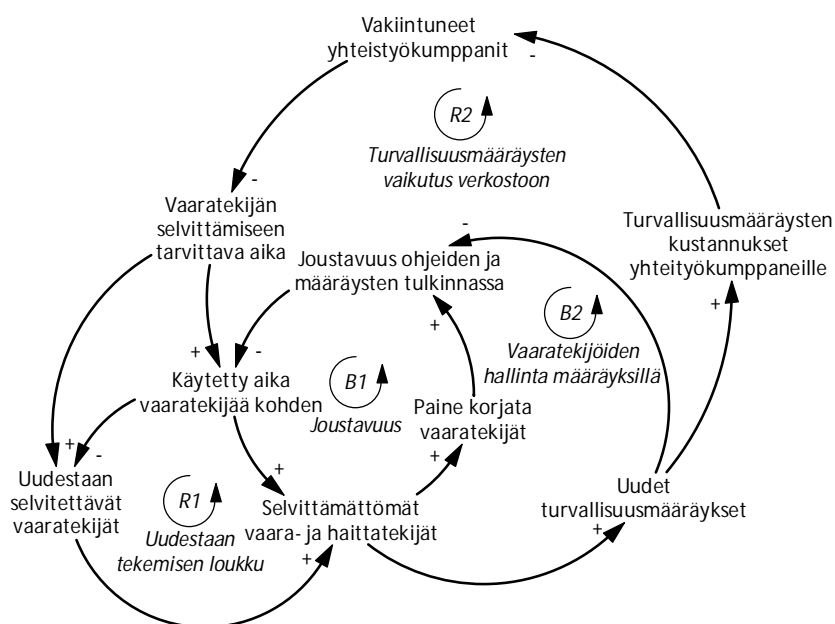 Vakiintuneet
yhteistyökumppanit
-
R2
Turvallisuusmääräysten
vaikutus verkostoon
-
Vaaratekijän
selvittämiseen
tarvittava aika
Turvallisuusmääräysten
kustannukset
yhteityökumppaneille
-
Joustavuus ohjeiden ja
määräysten tulkinnassa
+
B2
Vaaratekijöiden
hallinta määräyksillä
+
+
-
Käytetty aika
vaaratekijää kohden
B1
Joustavuus
Paine korjata
vaaratekijät
+
-
+
+
Uudestaan
selvitettävät
vaaratekijät
R1
Uudestaan
tekemisen loukku
Selvittämättömät
vaara- ja haittatekijät
Uudet
turvallisuusmääräykset
+
+